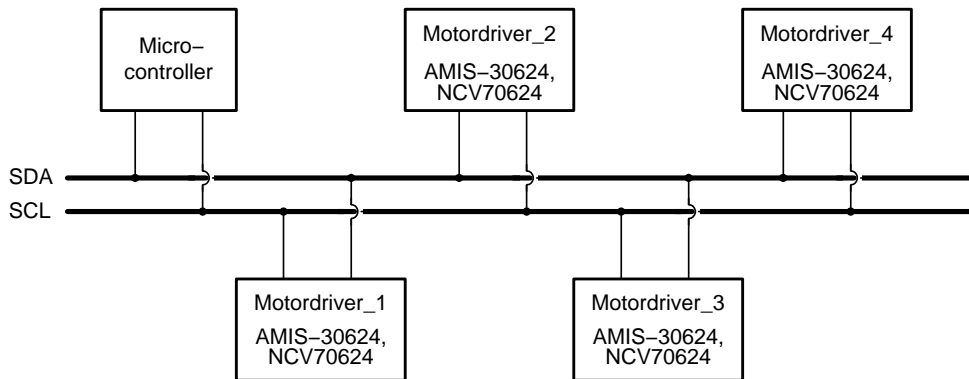 Micro−
controller
Motordriver_2
AMIS−30624,
NCV70624
Motordriver_4
AMIS−30624,
NCV70624
SDA
SCL
Motordriver_1
AMIS−30624,
NCV70624
Motordriver_3
AMIS−30624,
NCV70624